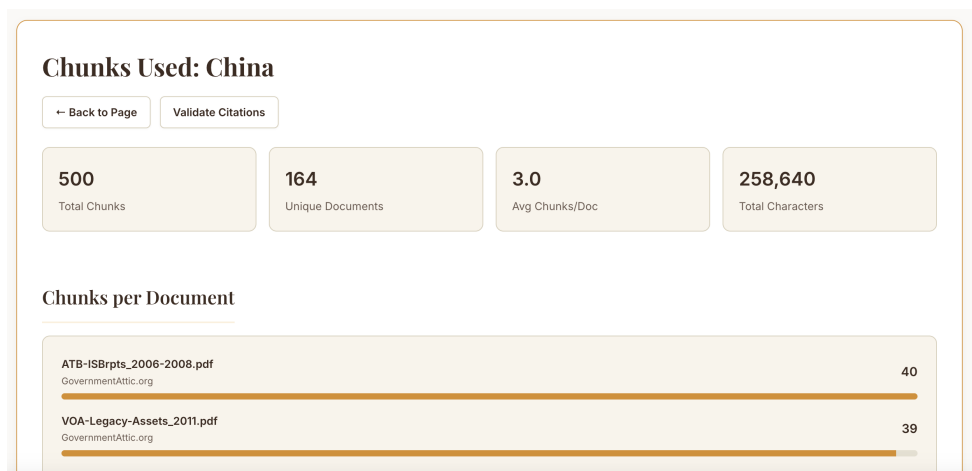 Chunks Used: China
← Back to Page
Validate Citations
500
Total Chunks
164
Unique Documents
3.0
Avg Chunks/Doc
258,640
Total Characters
Chunks per Document
ATB-ISBrpts_2006-2008.pdf
GovernmentAttic.org
40
VOA-Legacy-Assets_2011.pdf
GovernmentAttic.org
39